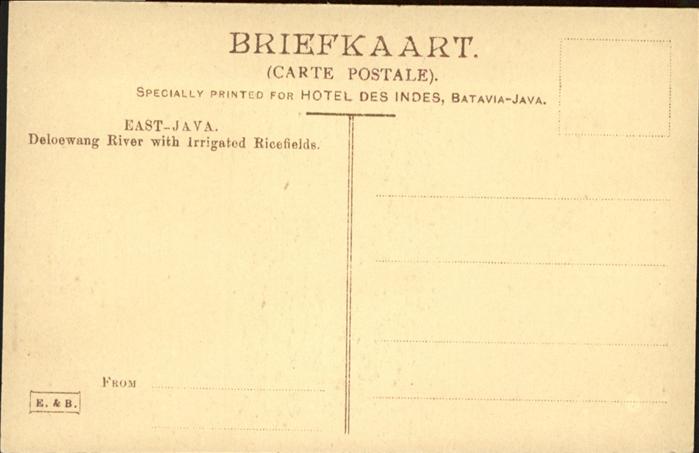 BRIEFKAART.
(CARTE POSTALE).
SPECIALLY PRINTED FOR HOTEL DES INDES, BATAVIA-JAVA.
EAST-JAVA.
Deloewang River with Irrigated Ricefields.
FROM
E. & B.